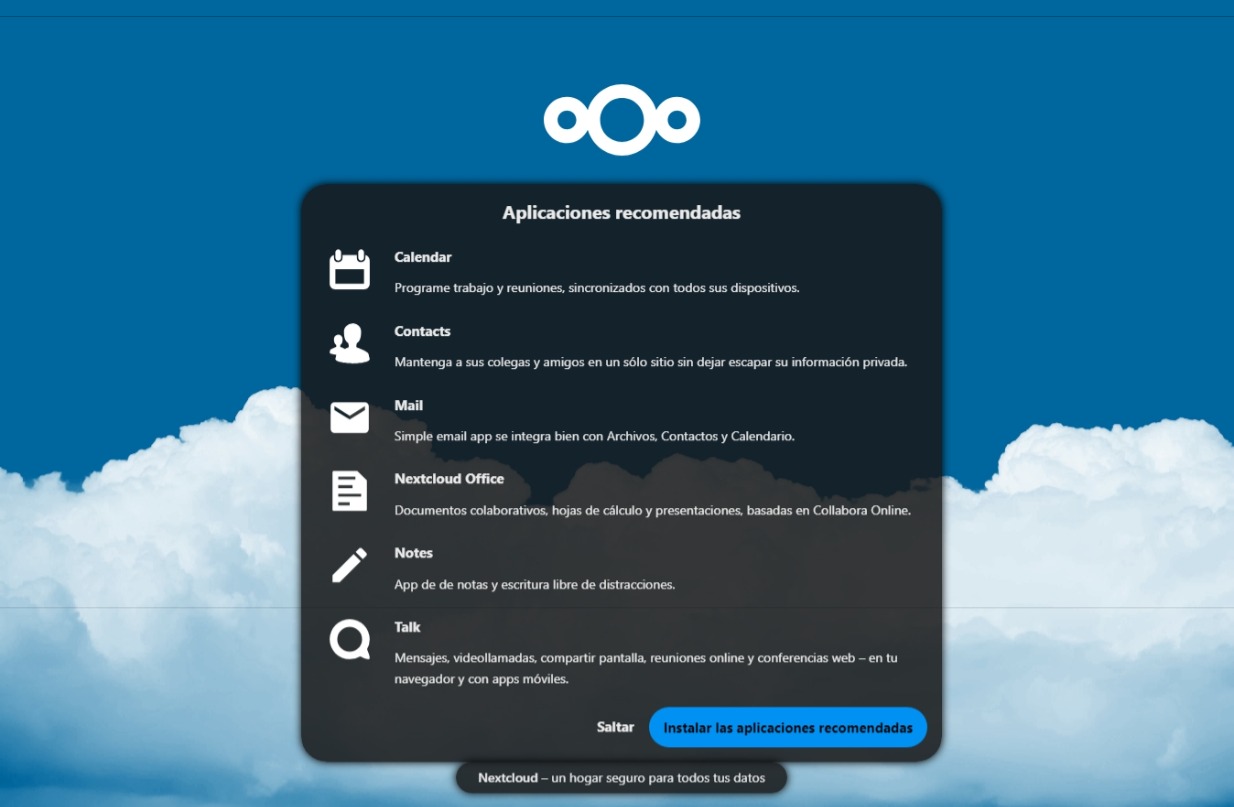 Aplicaciones recomendadas
Calendar
Programe trabajo y reuniones, sincronizados con todos sus dispositivos.
Contacts
Mantenga a sus colegas y amigos en un sólo sitio sin dejar escapar su información privada.
Mail
Simple email app se integra bien con Archivos, Contactos y Calendario.
Nextcloud Office
Documentos colaborativos, hojas de cálculo y presentaciones, basadas en Collabora Online.
Notes
App de de notas y escritura libre de distracciones.
Talk
Mensajes, videollamadas, compartir pantalla, reuniones online y conferencias web – en tu
navegador y con apps móviles.
Saltar
Instalar las aplicaciones recomendadas
Nextcloud – un hogar seguro para todos tus datos